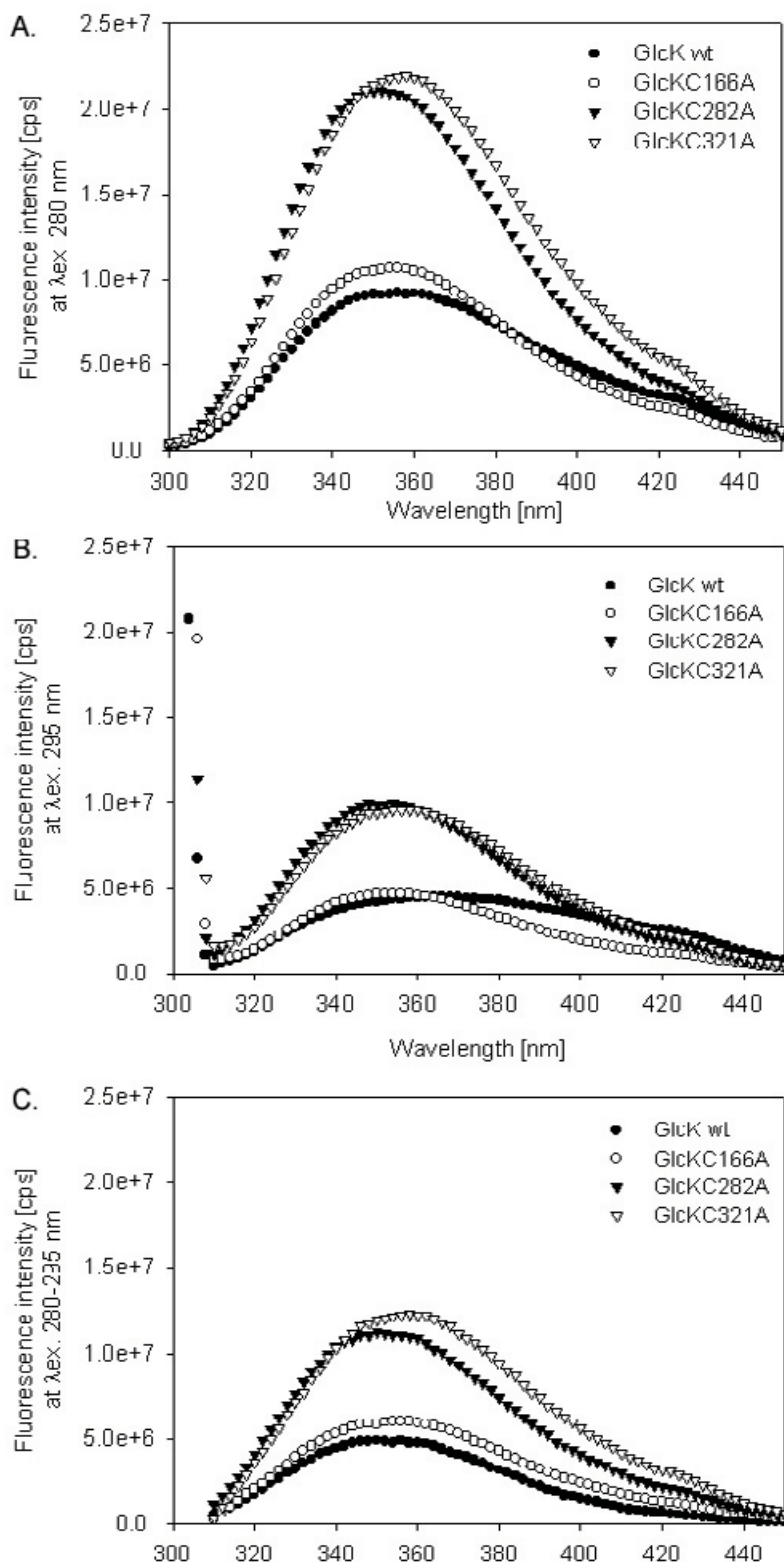 A.
Fluorescence intensity [cps]
at λex. 280 nm
2.5e+7
2.0e+7
1.5e+7
1.0e+7
5.0e+6
0.0
300 320 340 360 380 400 420 440
Wavelength [nm]
GlcK wt
GlcKC166A
GlcKC282A
GlcKC321A
B.
Fluorescence intensity [cps]
at λex. 295 nm
2.5e+7
2.0e+7
1.5e+7
1.0e+7
5.0e+6
0.0
300 320 340 360 380 400 420 440
Wavelength [nm]
GlcK wt
GlcKC166A
GlcKC282A
GlcKC321A
C.
Fluorescence intensity [cps]
at λex. 280-295 nm
2.5e+7
2.0e+7
1.5e+7
1.0e+7
5.0e+6
0.0
300 320 340 360 380 400 420 440
GlcK wt
GlcKC166A
GlcKC282A
GlcKC321A